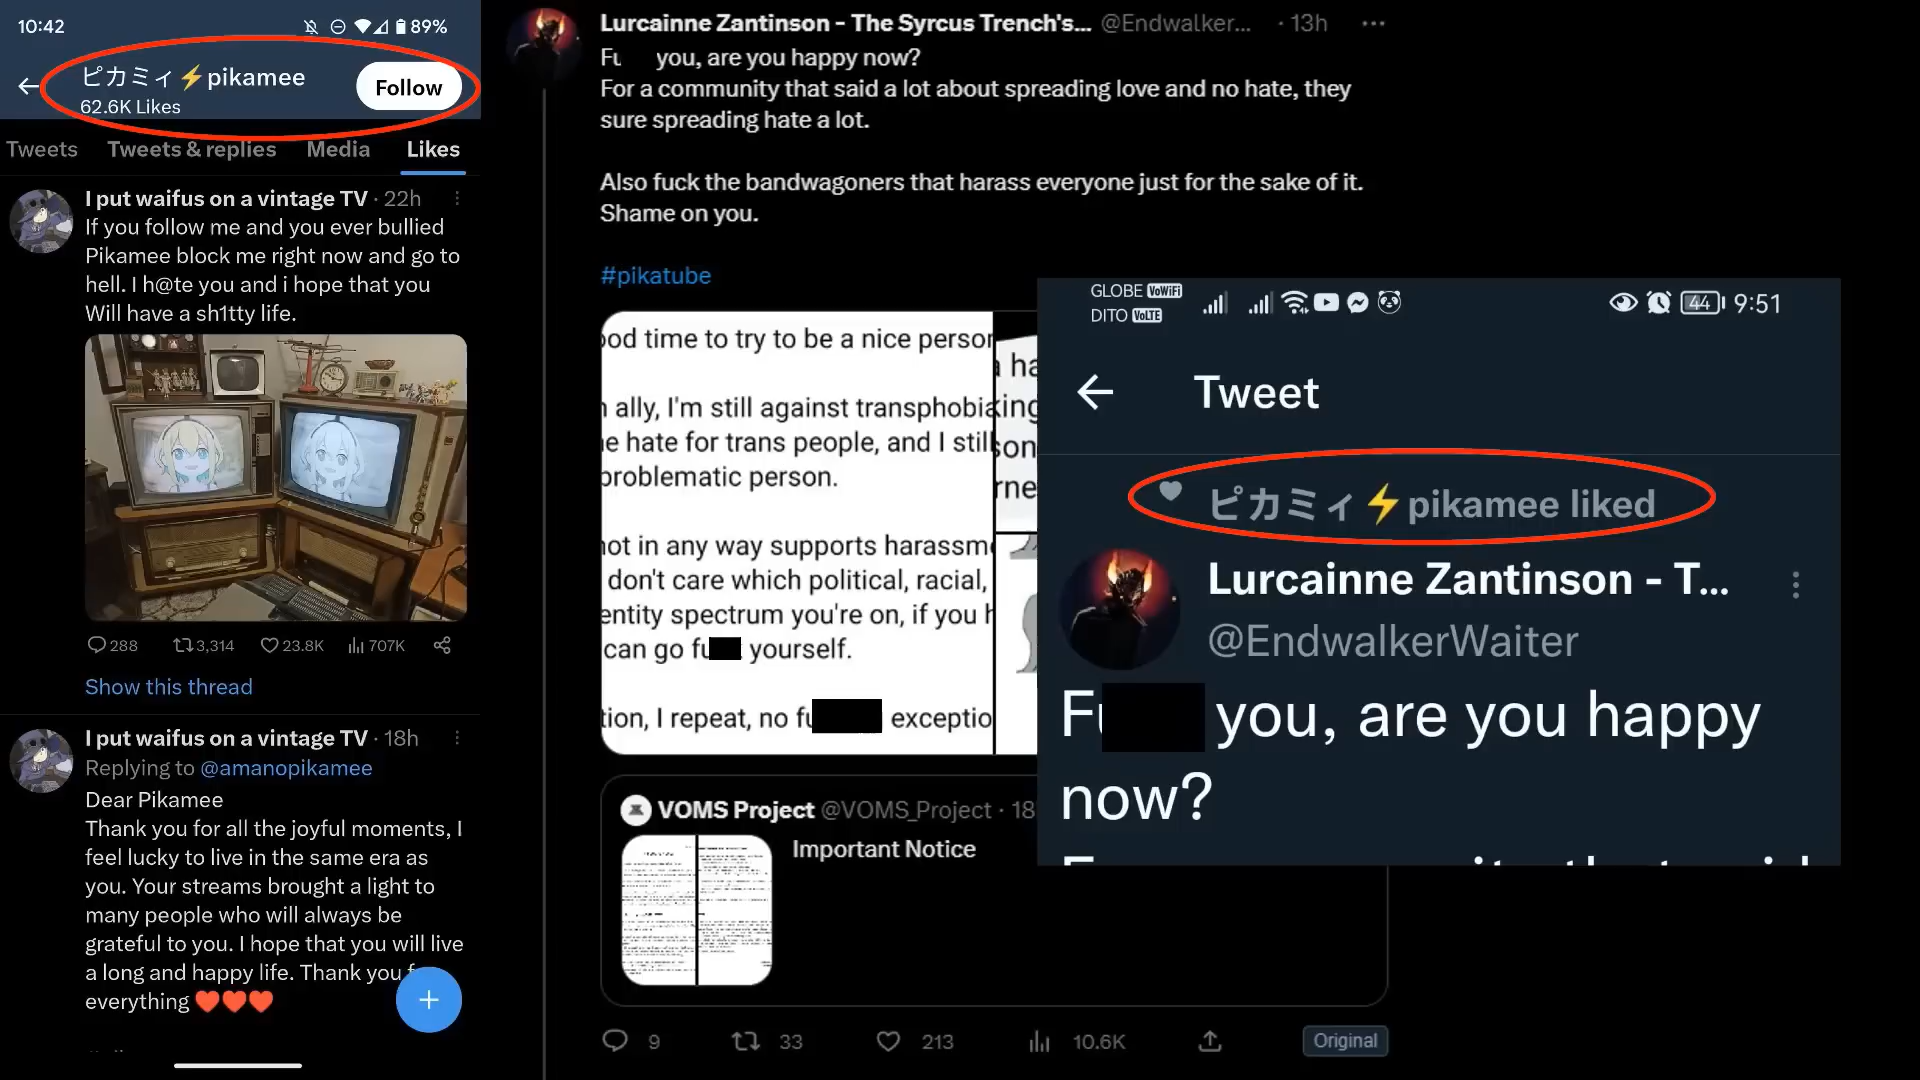 10:42
89%
ピカミィ⚡pikamee
62.6K Likes
Follow
Tweets
Tweets & replies
Media
Likes
I put waifus on a vintage TV · 22h
If you follow me and you ever bullied
Pikamee block me right now and go to
hell. I h@te you and i hope that you
Will have a sh1tty life.
288
3,314
23.8K
707K
Show this thread
I put waifus on a vintage TV · 18h
Replying to @amanopikamee
Dear Pikamee
Thank you for all the joyful moments, I
feel lucky to live in the same era as
you. Your streams brought a light to
many people who will always be
grateful to you. I hope that you will live
a long and happy life. Thank you f
everything ❤️❤️❤️
Lurcainne Zantinson - The Syrcus Trench's... @Endwalker... · 13h
Fu you, are you happy now?
For a community that said a lot about spreading love and no hate, they
sure spreading hate a lot.
Also fuck the bandwagoners that harass everyone just for the sake of it.
Shame on you.
#pikatube
ood time to try to be a nice person
n ally, I'm still against transphobia
e hate for trans people, and I still
problematic person.
not in any way supports harassm
don't care which political, racial,
entity spectrum you're on, if you h
can go fu yourself.
tion, I repeat, no fu exceptio
VOMS Project @VOMS_Project · 18
Important Notice
9
33
213
10.6K
Original
GLOBE VoWiFi
DITO VoLTE
44
9:51
Tweet
ピカミィ⚡pikamee liked
Lurcainne Zantinson - T...
@EndwalkerWaiter
Fu you, are you happy
now?